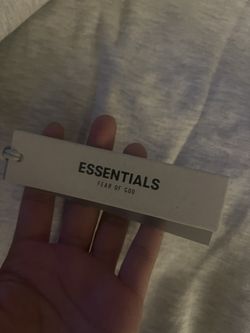 ESSENTIALS
FEAR OF GOD